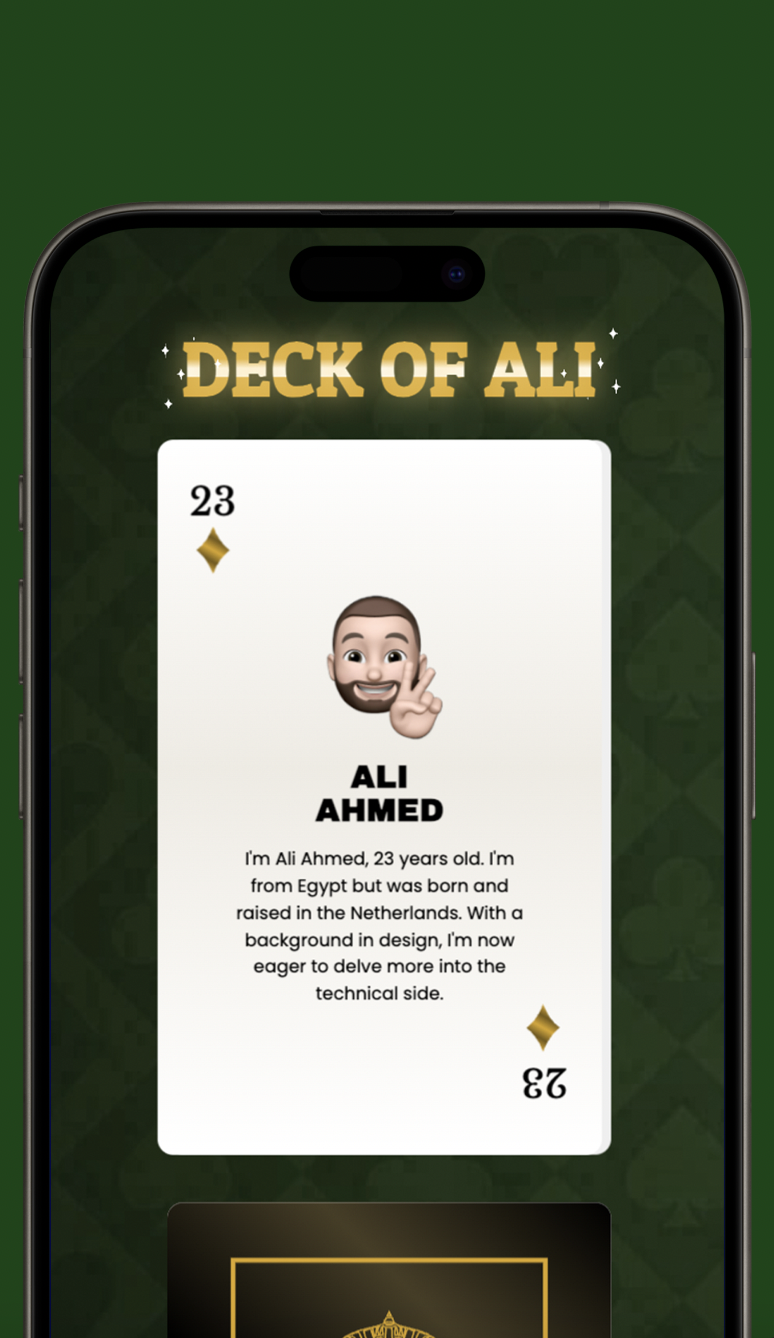 DECK OF ALI
23
ALI
AHMED
I'm Ali Ahmed, 23 years old. I'm
from Egypt but was born and
raised in the Netherlands. With a
background in design, I'm now
eager to delve more into the
technical side.
23